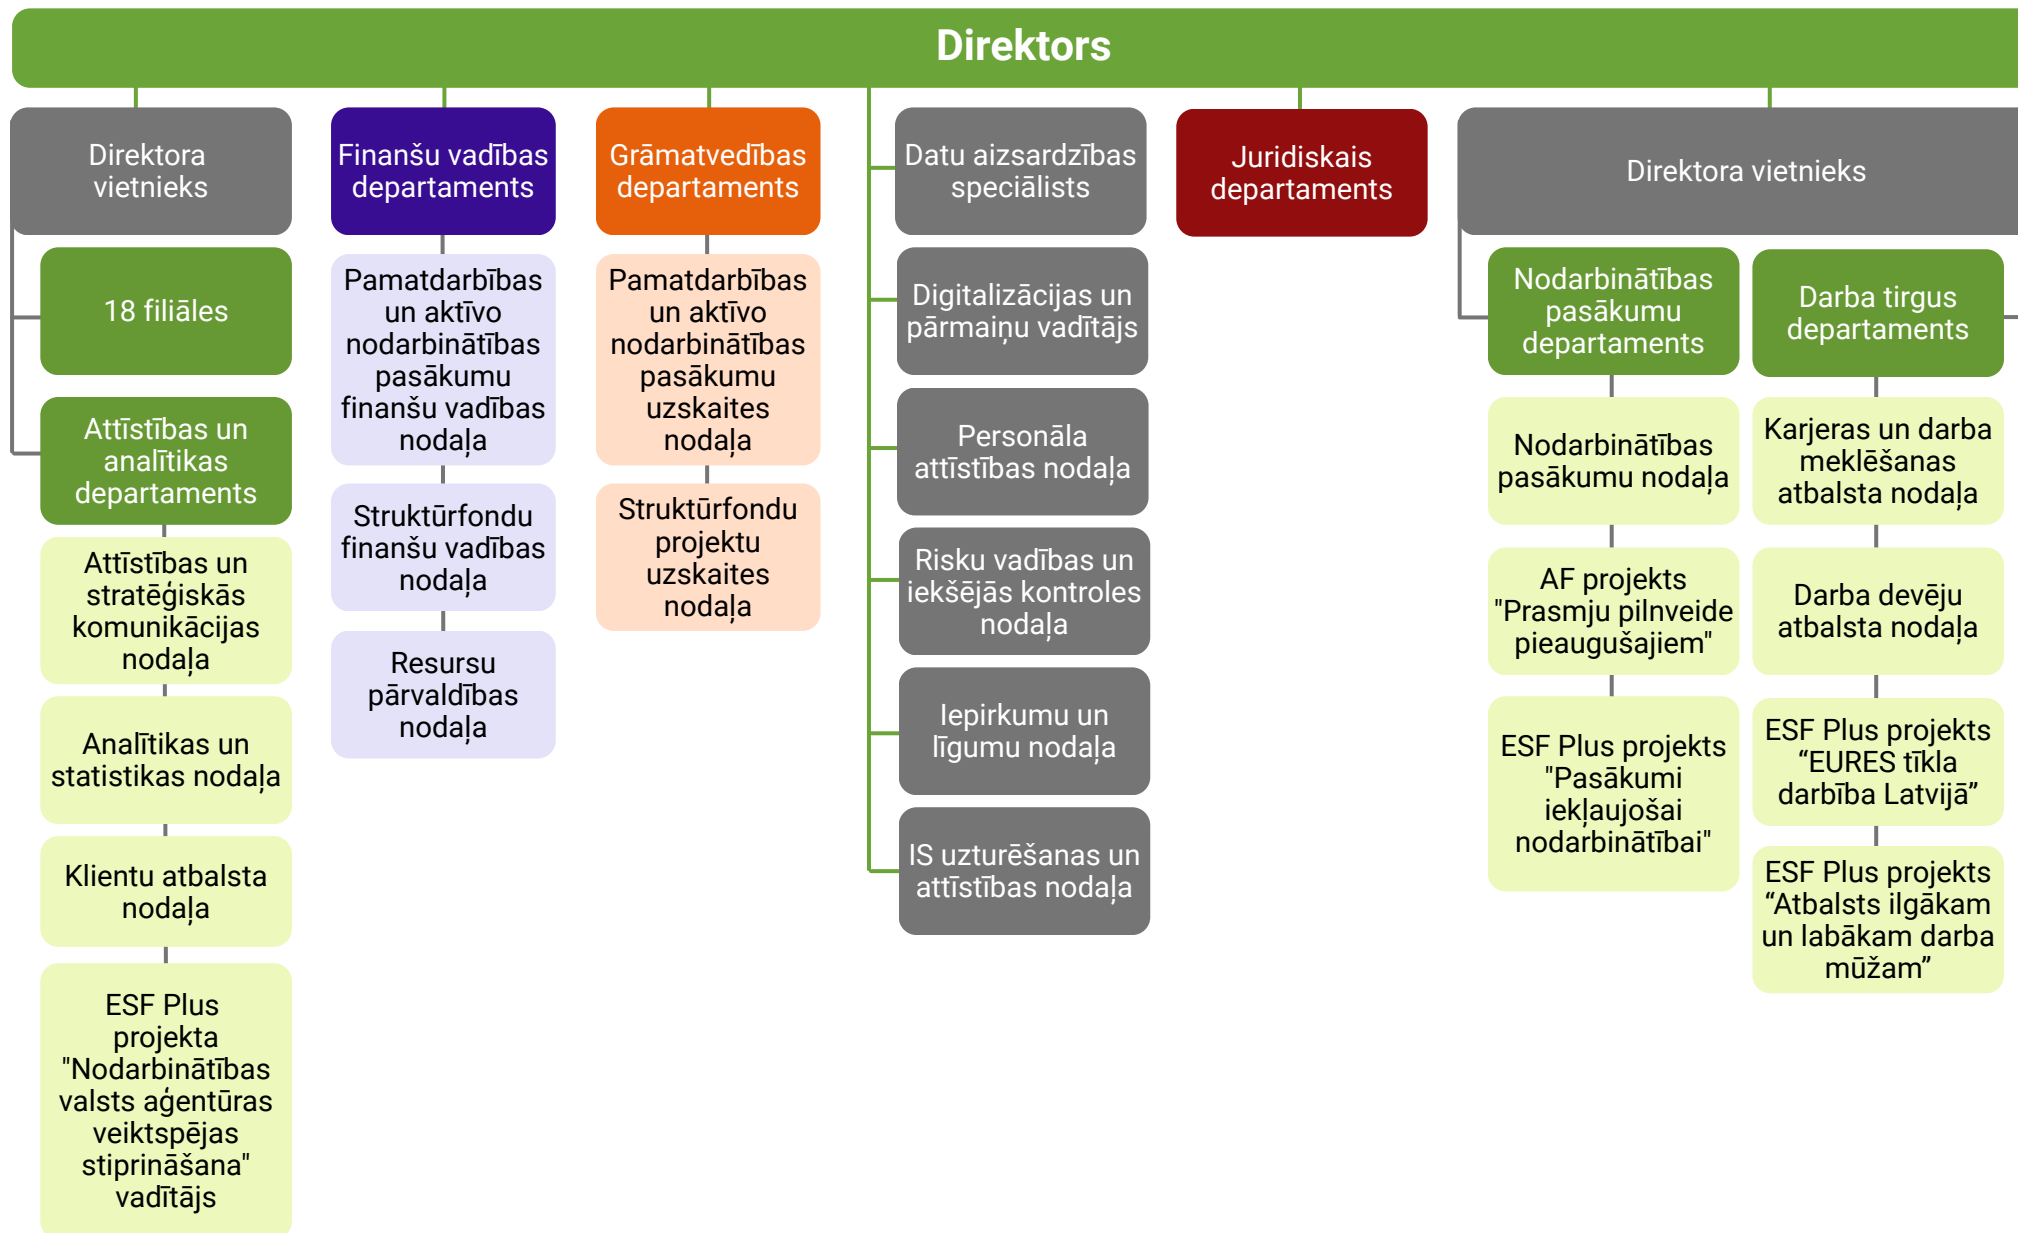 Direktors
Direktora
vietnieks
18 filiāles
Attīstības un
analītikas
departaments
Attīstības un
stratēģiskās
komunikācijas
nodaļa
Analītikas un
statistikas nodaļa
Klientu atbalsta
nodaļa
ESF Plus
projekta
"Nodarbinātības
valsts aģentūras
veiktspējas
stiprināšana"
vadītājs
Finanšu vadības
departaments
Pamatdarbības
un aktīvo
nodarbinātības
pasākumu
finanšu vadības
nodaļa
Struktūrfondu
finanšu vadības
nodaļa
Resursu
pārvaldības
nodaļa
Grāmatvedības
departaments
Pamatdarbības
un aktīvo
nodarbinātības
pasākumu
uzskaites
nodaļa
Struktūrfondu
projektu
uzskaites
nodaļa
Datu aizsardzības
speciālists
Digitalizācijas un
pārmaiņu vadītājs
Personāla
attīstības nodaļa
Risku vadības un
iekšējās kontroles
nodaļa
Iepirkumu un
līgumu nodaļa
IS uzturēšanas un
attīstības nodaļa
Juridiskais
departaments
Direktora vietnieks
Nodarbinātības
pasākumu
departaments
Nodarbinātības
pasākumu nodaļa
AF projekts
"Prasmju pilnveide
pieaugušajiem"
ESF Plus projekts
"Pasākumi
iekļaujošai
nodarbinātībai"
Darba tirgus
departaments
Karjeras un darba
meklēšanas
atbalsta nodaļa
Darba devēju
atbalsta nodaļa
ESF Plus projekts
“EURES tīkla
darbība Latvijā”
ESF Plus projekts
“Atbalsts ilgākam
un labākam darba
mūžam”